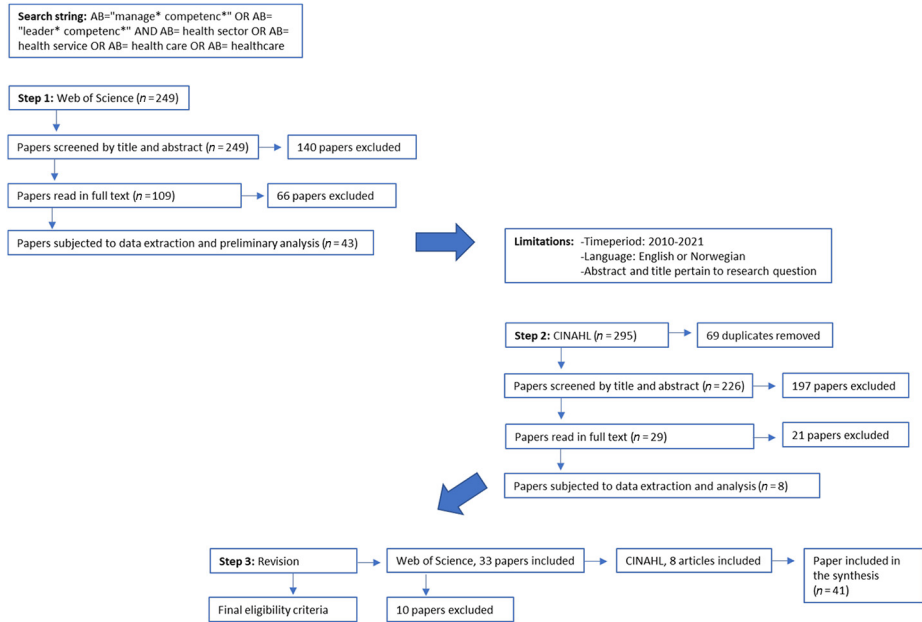 Search string: AB="manage* competenc*" OR AB=
"leader* competenc*" AND AB= health sector OR AB=
health service OR AB= health care OR AB= healthcare
Step 1: Web of Science (n = 249)
Papers screened by title and abstract (n = 249)
140 papers excluded
Papers read in full text (n = 109)
66 papers excluded
Papers subjected to data extraction and preliminary analysis (n = 43)
Limitations: -Timeperiod: 2010-2021
-Language: English or Norwegian
-Abstract and title pertain to research question
Step 2: CINAHL (n = 295)
69 duplicates removed
Papers screened by title and abstract (n = 226)
197 papers excluded
Papers read in full text (n = 29)
21 papers excluded
Papers subjected to data extraction and analysis (n = 8)
Step 3: Revision
Web of Science, 33 papers included
CINAHL, 8 articles included
Paper included in
the synthesis
(n = 41)
Final eligibility criteria
10 papers excluded